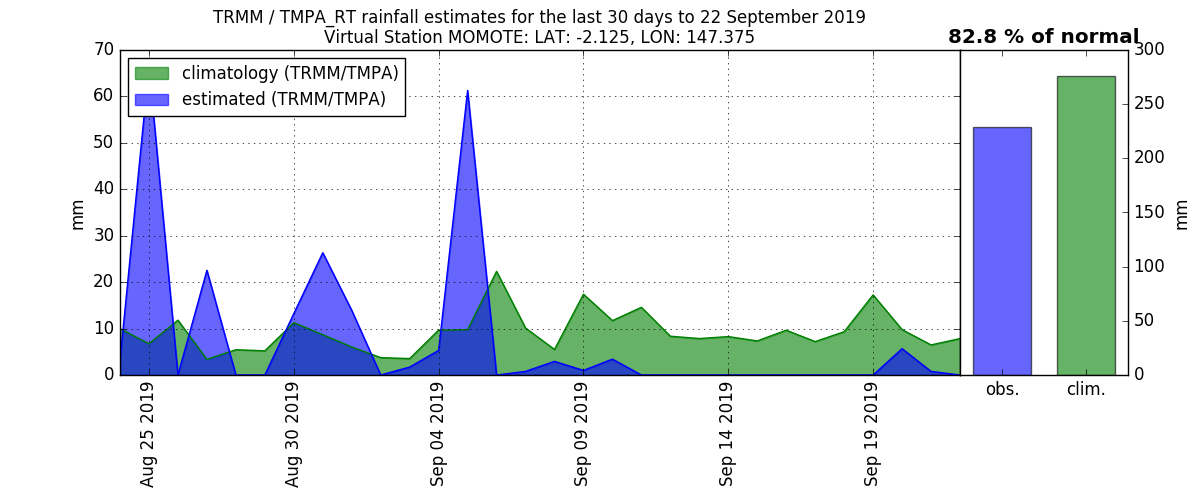 TRMM / TMPA_RT rainfall estimates for the last 30 days to 22 September 2019
Virtual Station MOMOTE: LAT: -2.125, LON: 147.375
82.8 % of normal
climatology (TRMM/TMPA)
estimated (TRMM/TMPA)
mm
70
60
50
40
30
20
10
0
Aug 25 2019
Aug 30 2019
Sep 04 2019
Sep 09 2019
Sep 14 2019
Sep 19 2019
obs.
clim.
300
250
200
150
100
50
0
mm